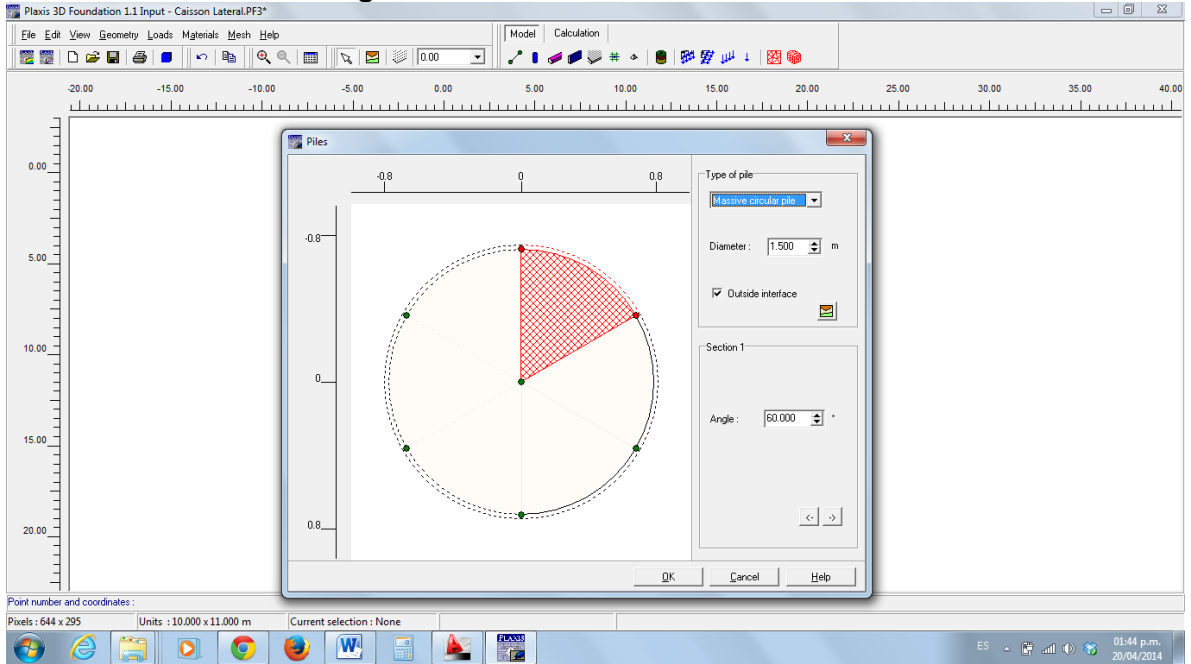 Plaxis 3D Foundation 1.1 Input - Caisson Lateral.PF3*
File Edit View Geometry Loads Materials Mesh Help
Model Calculation
0.00
-20.00 -15.00 -10.00 -5.00 0.00 5.00 10.00 15.00 20.00 25.00 30.00 35.00 40.00
0.00
5.00
10.00
15.00
20.00
Piles
-0.8 0 0.8
-0.8
0
0.8
Type of pile
Massive circular pile
Diameter : 1.500 m
Outside interface
Section 1
Angle : 60.000 °
<- ->
OK Cancel Help
Point number and coordinates :
Pixels : 644 x 295 Units : 10.000 x 11.000 m Current selection : None
PLAXIS
ES 01:44 p.m.
20/04/2014